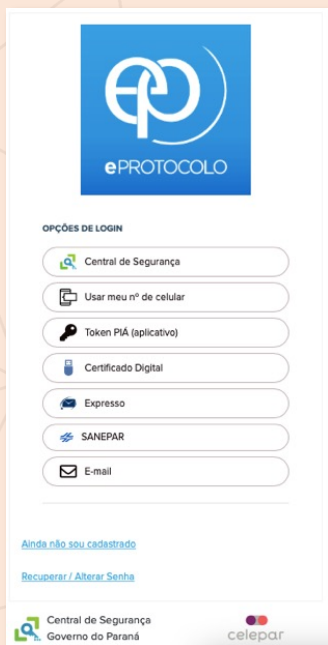 ep
ePROTOCOLO
OPÇÕES DE LOGIN
Central de Segurança
Usar meu nº de celular
Token PIÁ (aplicativo)
Certificado Digital
Expresso
SANEPAR
E-mail
Ainda não sou cadastrado
Recuperar / Alterar Senha
Central de Segurança
Governo do Paraná
celepar